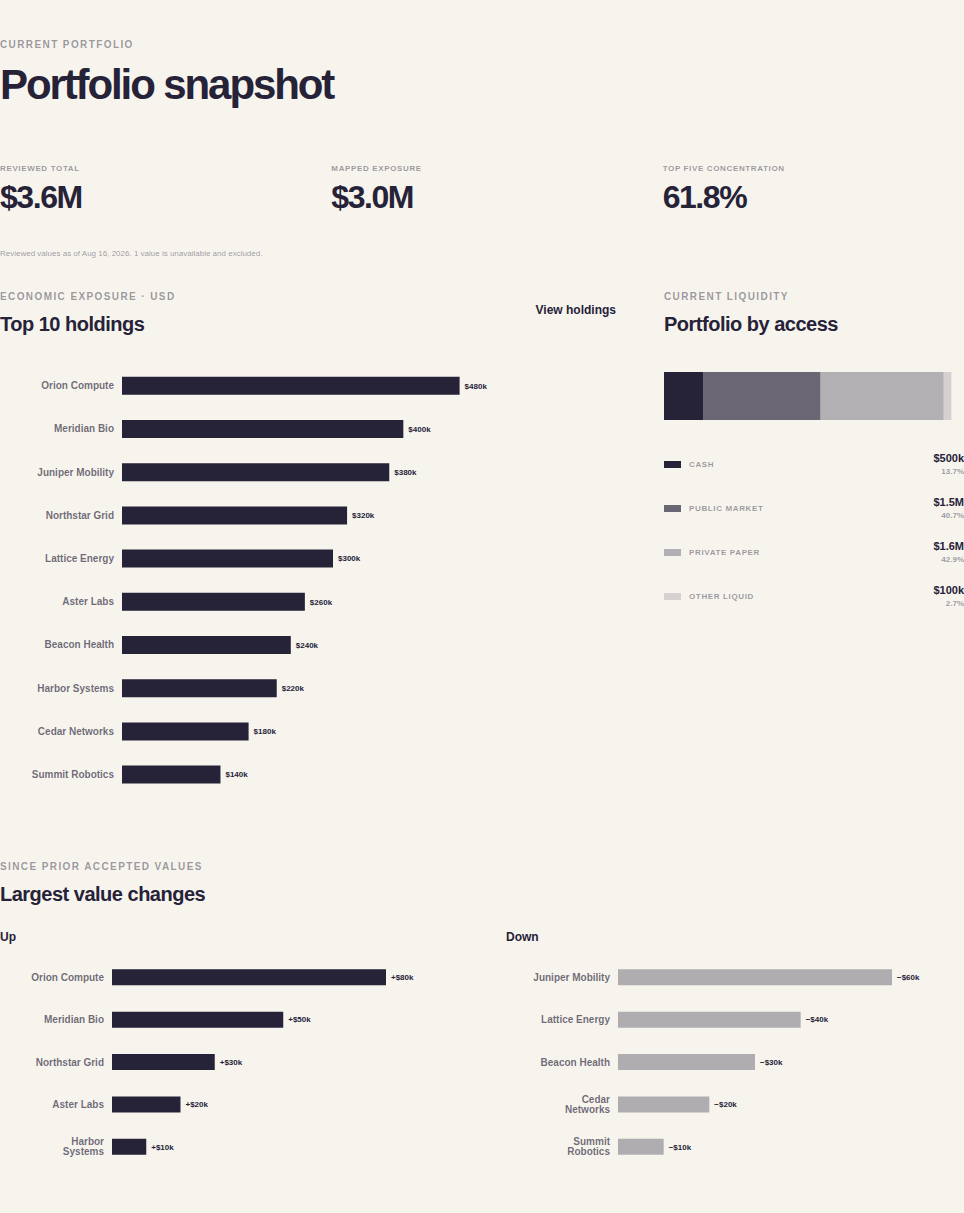 CURRENT PORTFOLIO
Portfolio snapshot
REVIEWED TOTAL
$3.6M
MAPPED EXPOSURE
$3.0M
TOP FIVE CONCENTRATION
61.8%
Reviewed values as of Aug 16, 2026. 1 value is unavailable and excluded.
ECONOMIC EXPOSURE · USD
Top 10 holdings
View holdings
Orion Compute $480k
Meridian Bio $400k
Juniper Mobility $380k
Northstar Grid $320k
Lattice Energy $300k
Aster Labs $260k
Beacon Health $240k
Harbor Systems $220k
Cedar Networks $180k
Summit Robotics $140k
CURRENT LIQUIDITY
Portfolio by access
CASH $500k
13.7%
PUBLIC MARKET $1.5M
40.7%
PRIVATE PAPER $1.6M
42.9%
OTHER LIQUID $100k
2.7%
SINCE PRIOR ACCEPTED VALUES
Largest value changes
Up
Orion Compute +$80k
Meridian Bio +$50k
Northstar Grid +$30k
Aster Labs +$20k
Harbor
Systems +$10k
Down
Juniper Mobility −$60k
Lattice Energy −$40k
Beacon Health −$30k
Cedar
Networks −$20k
Summit
Robotics −$10k